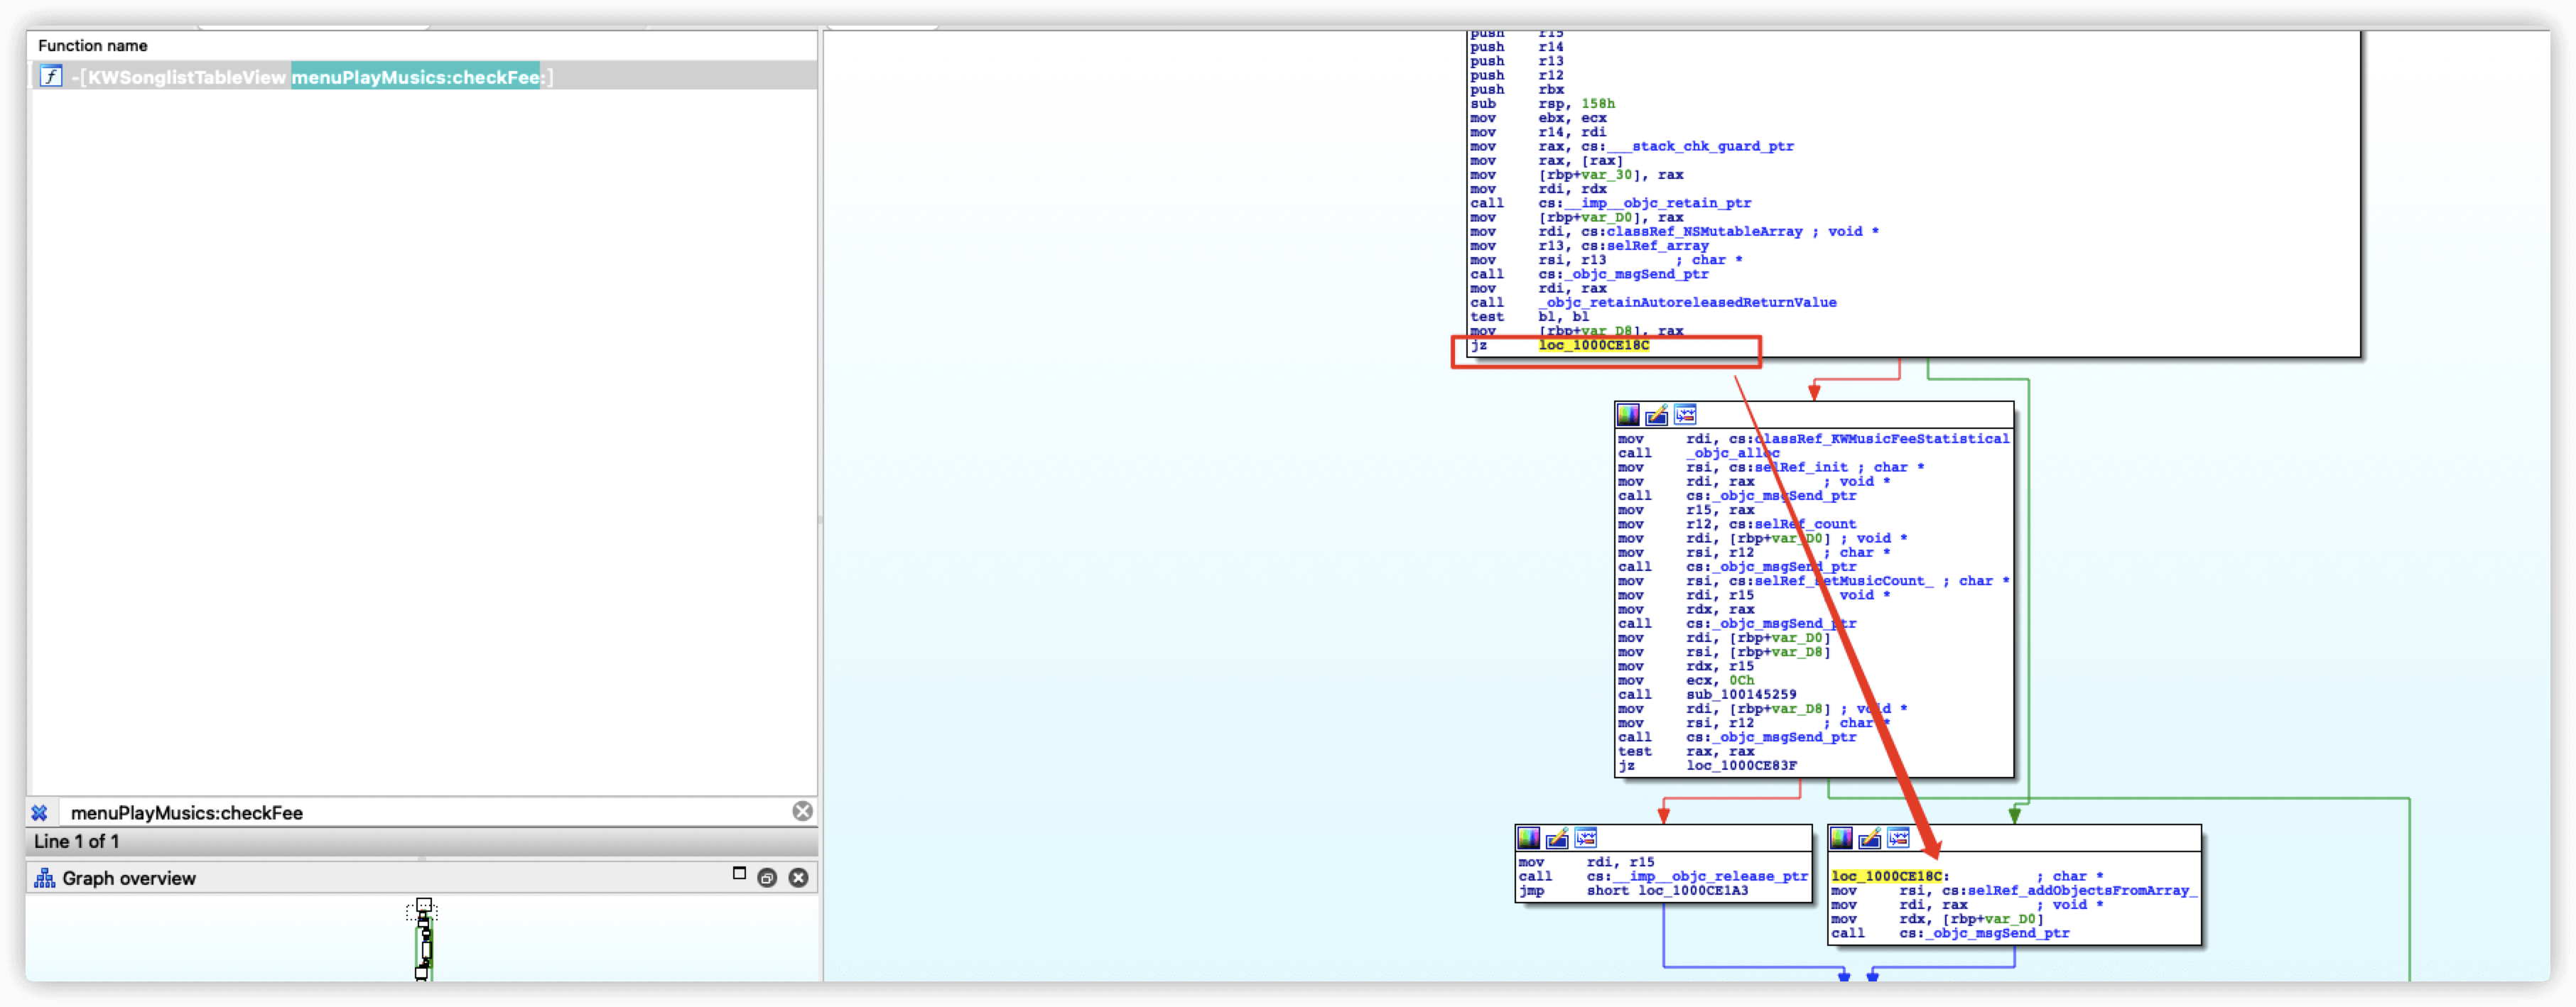 Function name
-[KWSonglistTableView menuPlayMusics:checkFee:]
menuPlayMusics:checkFee
Line 1 of 1
Graph overview
push r15
push r14
push r13
push r12
push rbx
sub rsp, 158h
mov ebx, ecx
mov r14, rdi
mov rax, cs:___stack_chk_guard_ptr
mov rax, [rax]
mov [rbp+var_30], rax
mov rdi, rdx
call cs:__imp__objc_retain_ptr
mov [rbp+var_D0], rax
mov rdi, cs:classRef_NSMutableArray ; void *
mov r13, cs:selRef_array
mov rsi, r13 ; char *
call cs:_objc_msgSend_ptr
mov rdi, rax
call _objc_retainAutoreleasedReturnValue
test bl, bl
mov [rbp+var_D8], rax
jz loc_1000CE18C
mov rdi, cs:classRef_KWMusicFeeStatistical
call _objc_alloc
mov rsi, cs:selRef_init ; char *
mov rdi, rax ; void *
call cs:_objc_msgSend_ptr
mov r15, rax
mov r12, cs:selRef_count
mov rdi, [rbp+var_D0] ; void *
mov rsi, r12 ; char *
call cs:_objc_msgSend_ptr
mov rsi, cs:selRef_setMusicCount_ ; char *
mov rdi, r15 void *
mov rdx, rax
call cs:_objc_msgSend_ptr
mov rdi, [rbp+var_D0]
mov rsi, [rbp+var_D8]
mov rdx, r15
mov ecx, 0Ch
call sub_100145259
mov rdi, [rbp+var_D8] ; void *
mov rsi, r12 ; char *
call cs:_objc_msgSend_ptr
test rax, rax
jz loc_1000CE83F
mov rdi, r15
call cs:__imp__objc_release_ptr
jmp short loc_1000CE1A3
loc_1000CE18C: ; char *
mov rsi, cs:selRef_addObjectsFromArray_
mov rdi, rax ; void *
mov rdx, [rbp+var_D0]
call cs:_objc_msgSend_ptr